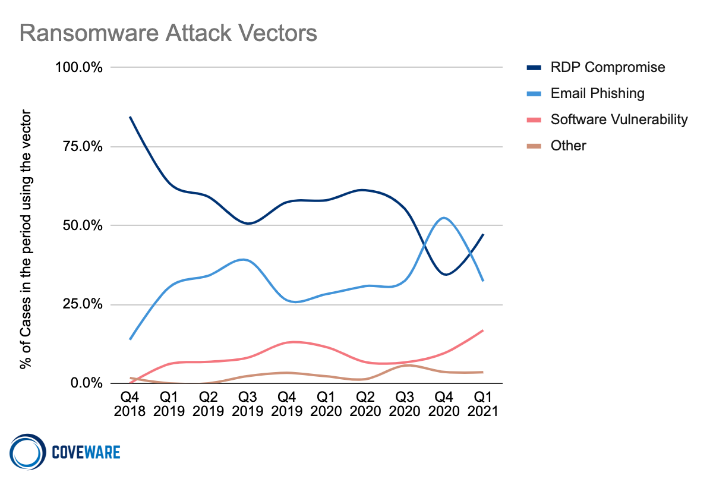 Ransomware Attack Vectors
100.0%
75.0%
50.0%
25.0%
0.0%
% of Cases in the period using the vector
Q4 2018
Q1 2019
Q2 2019
Q3 2019
Q4 2019
Q1 2020
Q2 2020
Q3 2020
Q4 2020
Q1 2021
RDP Compromise
Email Phishing
Software Vulnerability
Other
COVEWARE